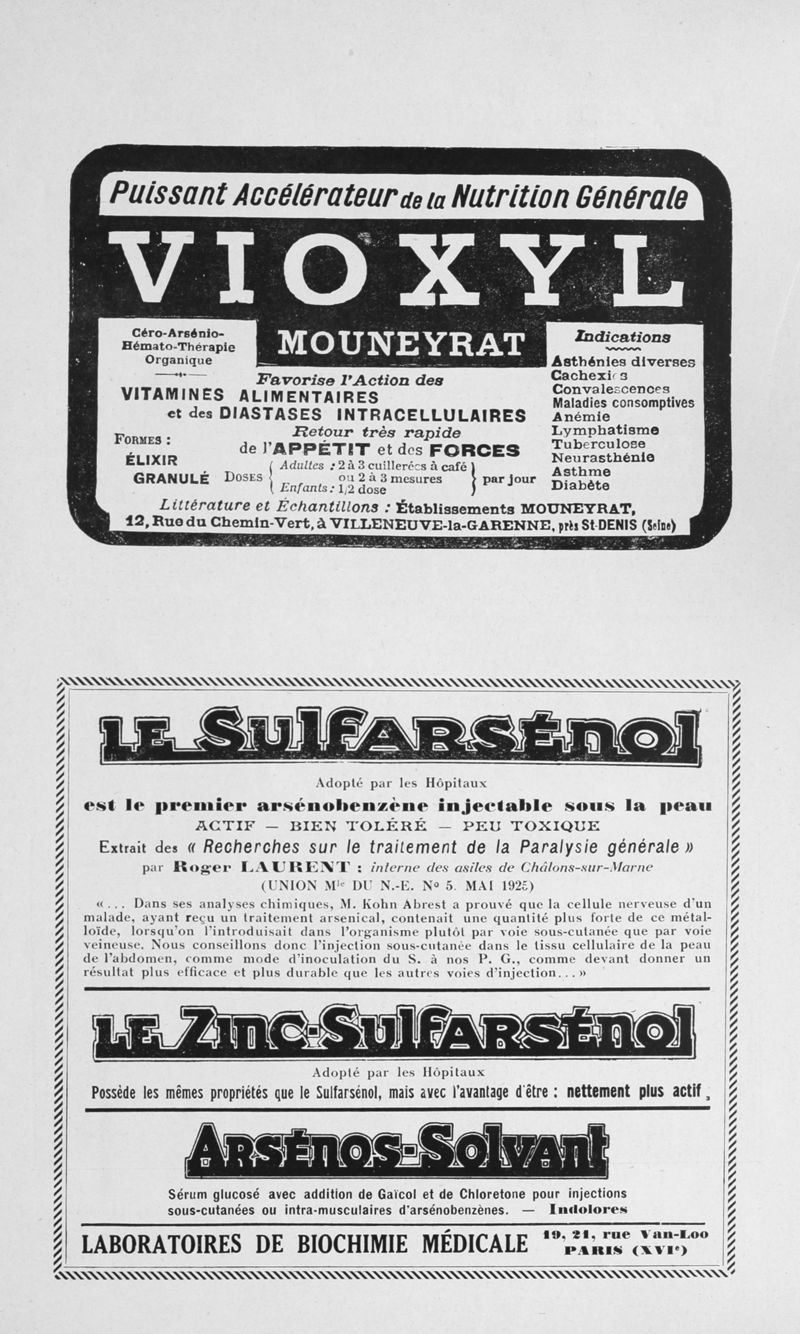 Puissant Accélérateur de la Nutrition Générale
VIOXYL
MOUNEYRAT
Céro-Arsénio-
Hémato-Thérapie
Organique
Favorise l'Action des
VITAMINES ALIMENTAIRES
et des DIASTASES INTRACELLULAIRES
Retour très rapide
de l'APPÉTIT et des FORCES
FORMES :
ÉLIXIR
GRANULÉ
DOSES
Adultes : 2 à 3 cuillerées à café
ou 2 à 3 mesures
Enfants : 1/2 dose
par jour
Indications
Asthénies diverses
Cachexies
Convalescences
Maladies consomptives
Anémie
Lymphatisme
Tuberculose
Neurasthénie
Asthme
Diabète
Littérature et Échantillons : Établissements MOUNEYRAT,
12, Rue du Chemin-Vert, à VILLENEUVE-la-GARENNE, près St-DENIS (Seine)
LE SULFARSÉNOL
Adopté par les Hôpitaux
est le premier arsénobenzène injectable sous la peau
ACTIF — BIEN TOLÉRÉ — PEU TOXIQUE
Extrait des « Recherches sur le traitement de la Paralysie générale »
par Roger LAURENT : interne des asiles de Châlons-sur-Marne
(UNION Mle DU N.-E. No 5. MAI 1925)
« ... Dans ses analyses chimiques, M. Kohn Abrest a prouvé que la cellule nerveuse d'un
malade, ayant reçu un traitement arsenical, contenait une quantité plus forte de ce métal-
loïde, lorsqu'on l'introduisait dans l'organisme plutôt par voie sous-cutanée que par voie
veineuse. Nous conseillons donc l'injection sous-cutanée dans le tissu cellulaire de la peau
de l'abdomen, comme mode d'inoculation du S. à nos P. G., comme devant donner un
résultat plus efficace et plus durable que les autres voies d'injection... »
LE ZINC-SULFARSÉNOL
Adopté par les Hôpitaux
Possède les mêmes propriétés que le Sulfarsénol, mais avec l'avantage d'être : nettement plus actif.
ARSÉNOS-SOLVANT
Sérum glucosé avec addition de Gaïcol et de Chloretone pour injections
sous-cutanées ou intra-musculaires d'arsénobenzènes. — Indolores
LABORATOIRES DE BIOCHIMIE MÉDICALE
19, 21, rue Van-Loo
PARIS (XVIe)